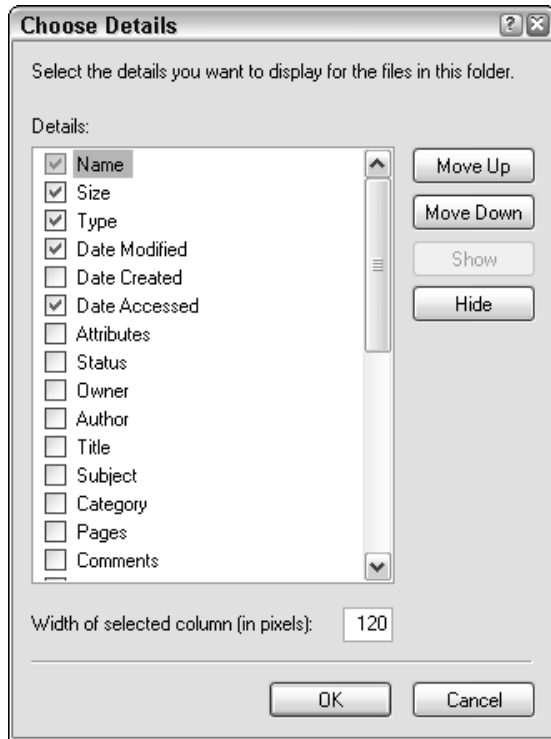 Choose Details
Select the details you want to display for the files in this folder.
Details:
Name
Size
Type
Date Modified
Date Created
Date Accessed
Attributes
Status
Owner
Author
Title
Subject
Category
Pages
Comments
Move Up
Move Down
Show
Hide
Width of selected column (in pixels): 120
OK Cancel